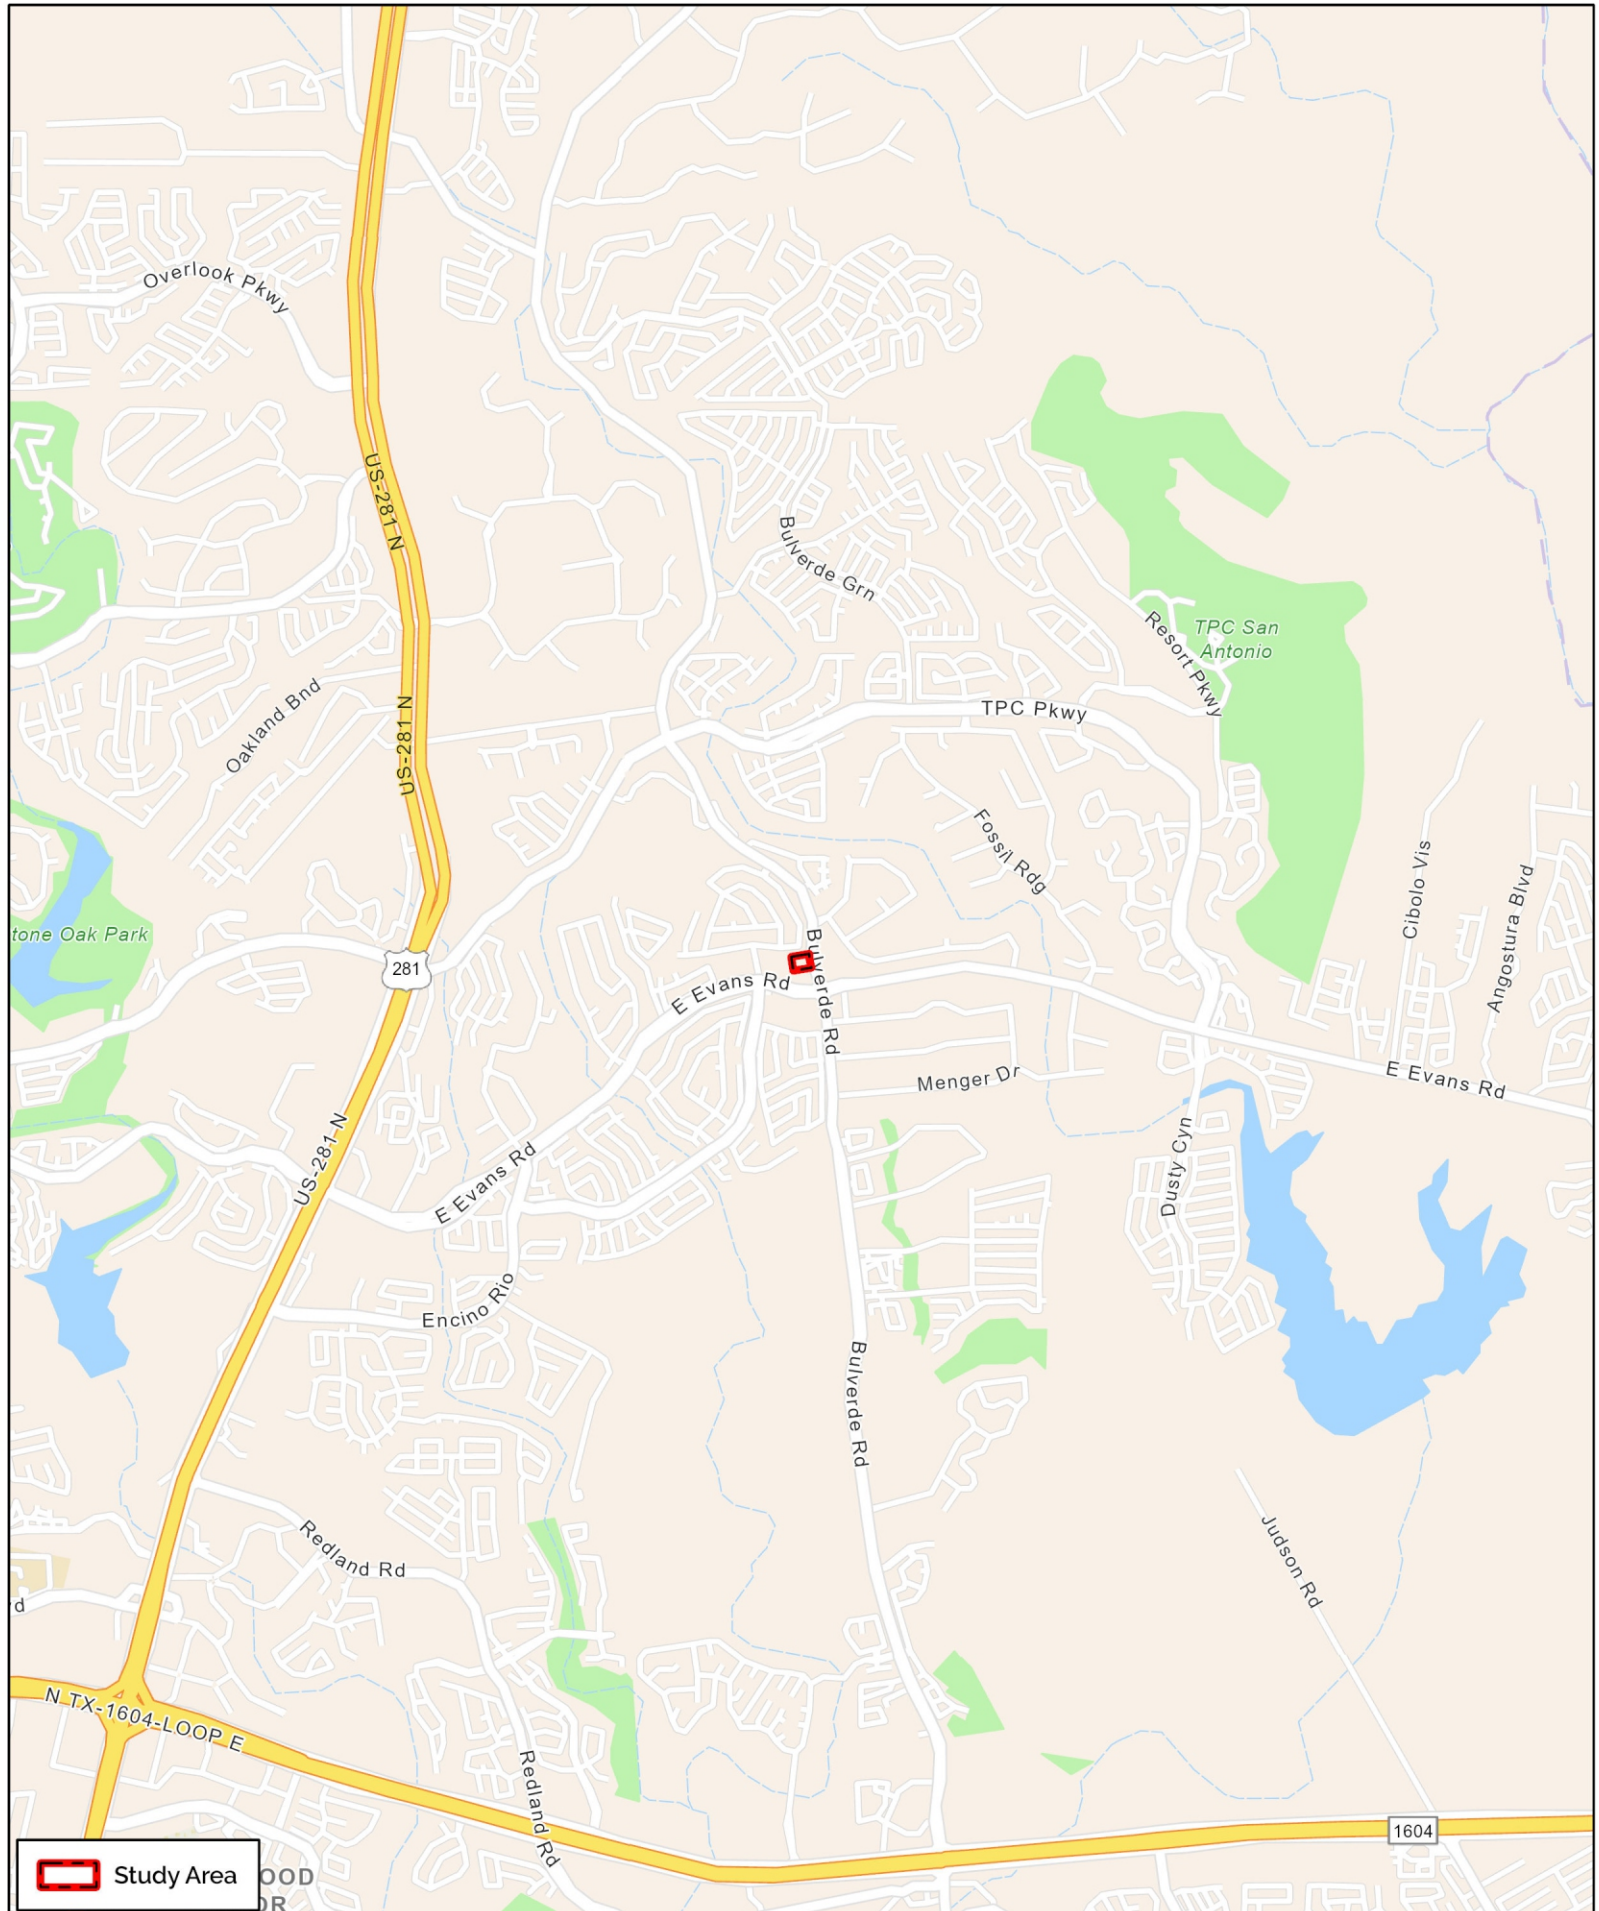 Overlook Pkwy
US-281 N
Bulverde Grn
TPC San
Antonio
Resort Pkwy
Oakland Bnd
US-281 N
TPC Pkwy
Fossil Rdg
Cibolo Vis
Angostura Blvd
tone Oak Park
281
Bulverde Rd
E Evans Rd
Menger Dr
E Evans Rd
US-281 N
E Evans Rd
Dusty Cyn
Encino Rio
Bulverde Rd
Redland Rd
Judson Rd
rd
N TX-1604-LOOP E
Redland Rd
1604
Study Area
OOD
OR